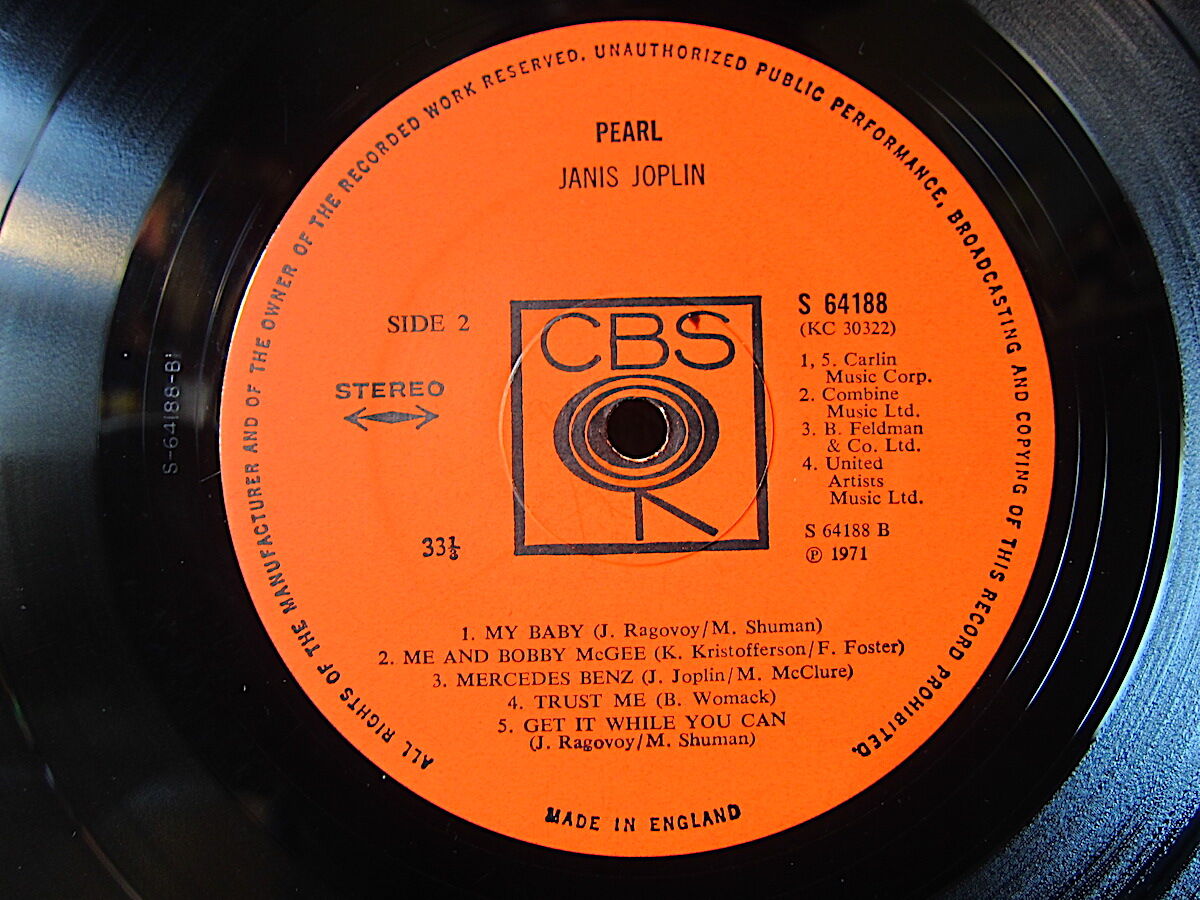 ALL RIGHTS OF THE MANUFACTURER AND OF THE OWNER OF THE RECORDED WORK RESERVED. UNAUTHORIZED PUBLIC PERFORMANCE, BROADCASTING AND COPYING OF THIS RECORD PROHIBITED.
PEARL
JANIS JOPLIN
SIDE 2
STEREO
33⅓
CBS
S 64188
(KC 30322)
1, 5. Carlin
Music Corp.
2. Combine
Music Ltd.
3. B. Feldman
& Co. Ltd.
4. United
Artists
Music Ltd.
S 64188 B
℗ 1971
1. MY BABY (J. Ragovoy/M. Shuman)
2. ME AND BOBBY McGEE (K. Kristofferson/F. Foster)
3. MERCEDES BENZ (J. Joplin/M. McClure)
4. TRUST ME (B. Womack)
5. GET IT WHILE YOU CAN
(J. Ragovoy/M. Shuman)
MADE IN ENGLAND
S-64188-B1